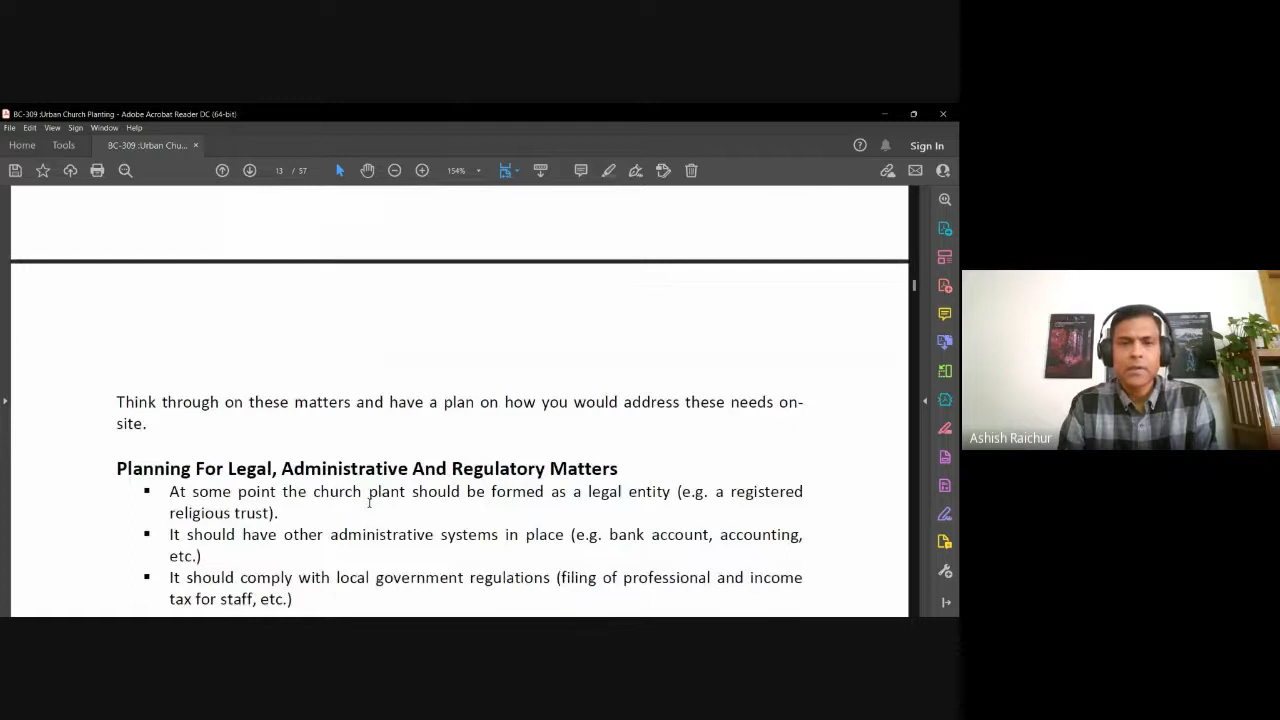 BC-309 :Urban Church Planting - Adobe Acrobat Reader DC (64-bit)
File Edit View Sign Window Help
Home Tools BC-309 :Urban Chu... ×
? Sign In
13 / 57 154%
Think through on these matters and have a plan on how you would address these needs on-
site.
Planning For Legal, Administrative And Regulatory Matters
▪ At some point the church plant should be formed as a legal entity (e.g. a registered
religious trust).
▪ It should have other administrative systems in place (e.g. bank account, accounting,
etc.)
▪ It should comply with local government regulations (filing of professional and income
tax for staff, etc.)
Ashish Raichur